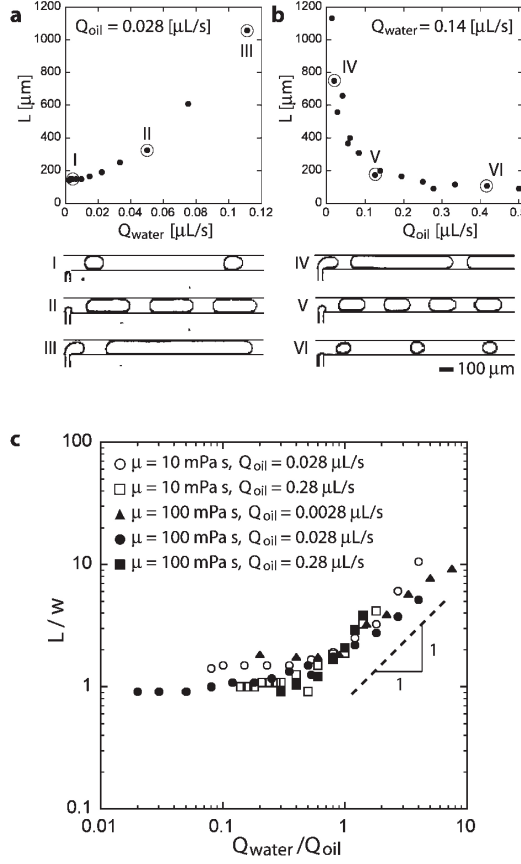 a
Q_oil = 0.028 [µL/s]
III
II
I
L [µm]
1200
1000
800
600
400
200
0
0 0.02 0.04 0.06 0.08 0.1 0.12
Q_water [µL/s]
b
Q_water = 0.14 [µL/s]
IV
V
VI
L [µm]
1200
1000
800
600
400
200
0
0 0.1 0.2 0.3 0.4 0.5
Q_oil [µL/s]
I
II
III
IV
V
VI
100 µm
c
μ = 10 mPa s, Q_oil = 0.028 µL/s
μ = 10 mPa s, Q_oil = 0.28 µL/s
μ = 100 mPa s, Q_oil = 0.0028 µL/s
μ = 100 mPa s, Q_oil = 0.028 µL/s
μ = 100 mPa s, Q_oil = 0.28 µL/s
1
1
L / w
100
10
1
0.1
0.01 0.1 1 10
Q_water/Q_oil